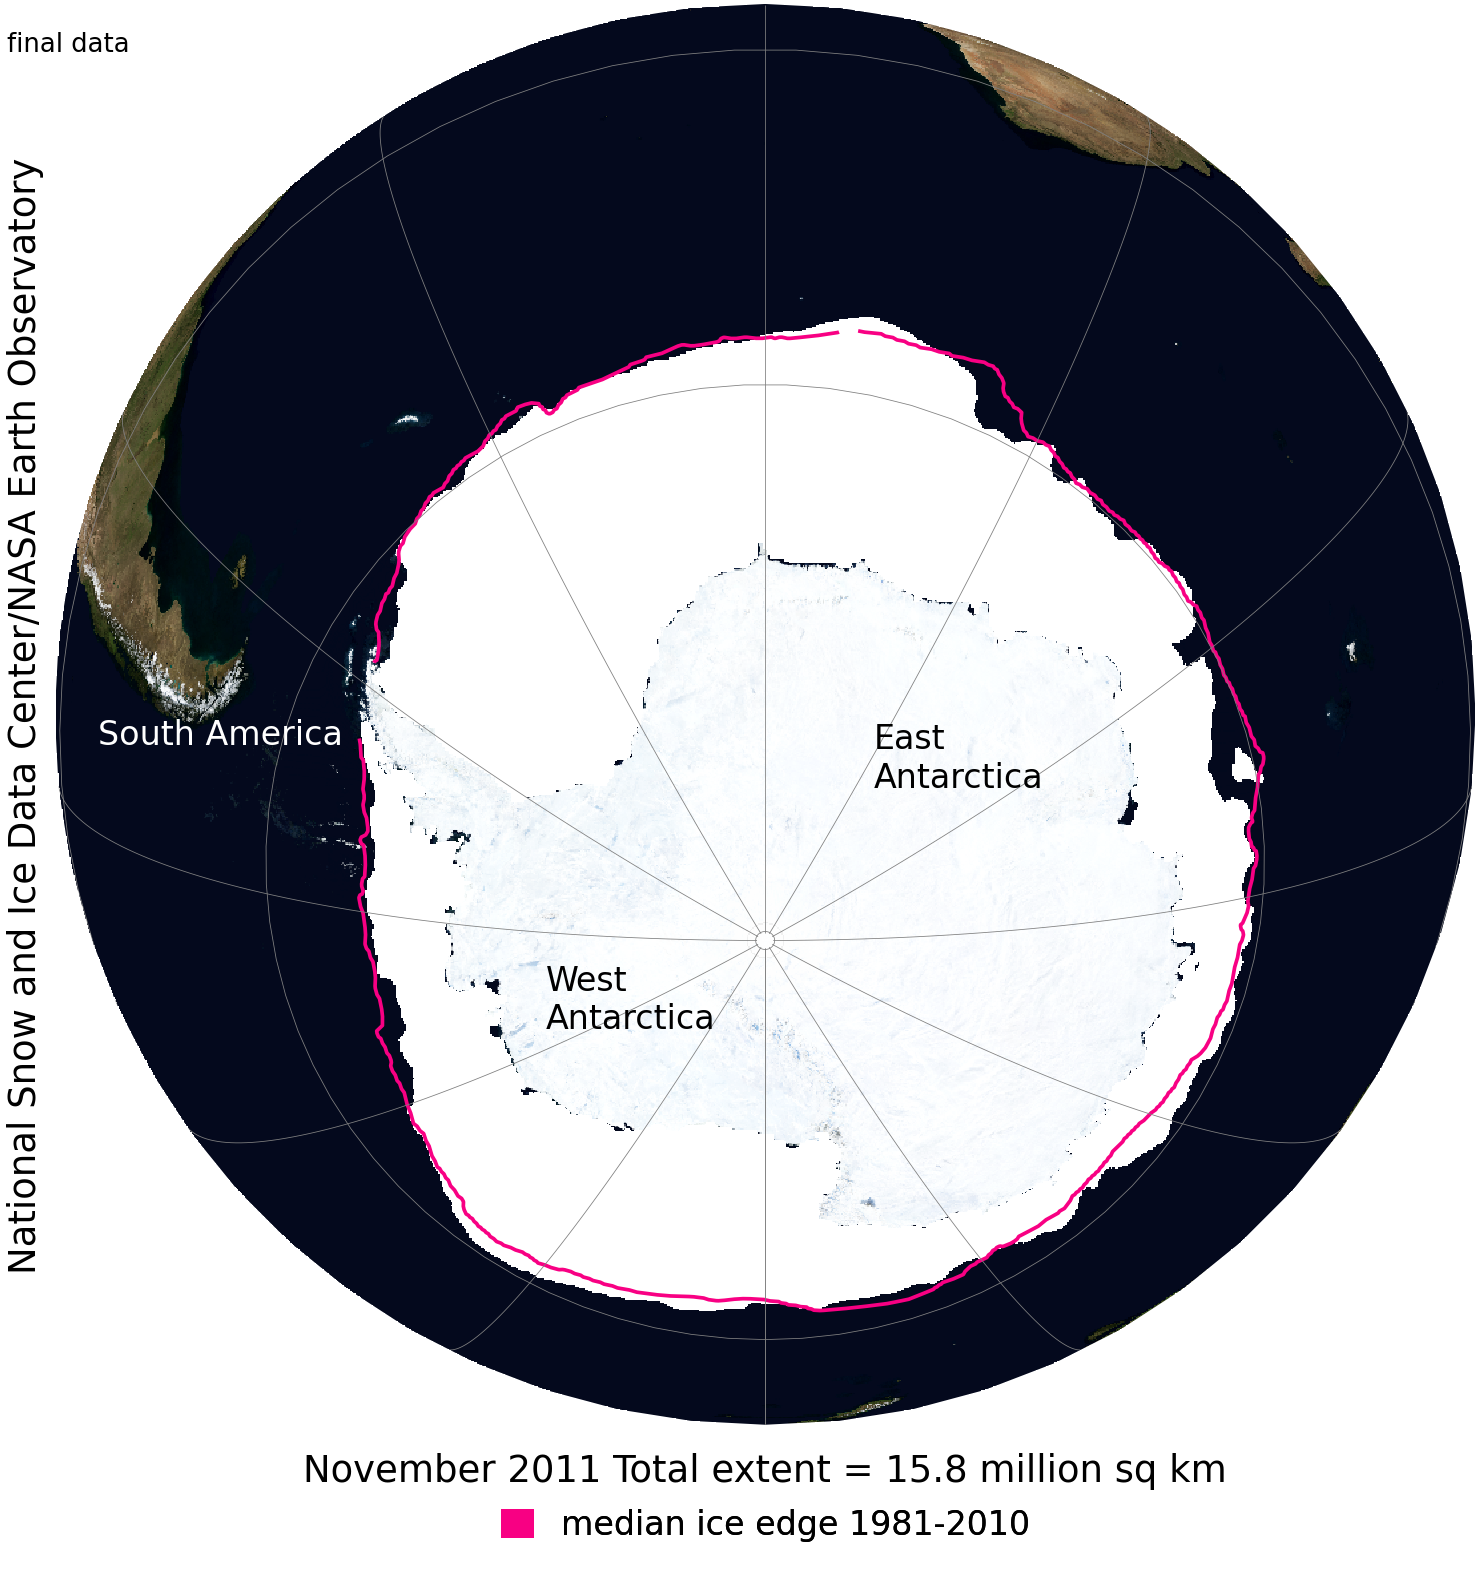 final data
National Snow and Ice Data Center/NASA Earth Observatory
South America
East
Antarctica
West
Antarctica
November 2011 Total extent = 15.8 million sq km
median ice edge 1981-2010